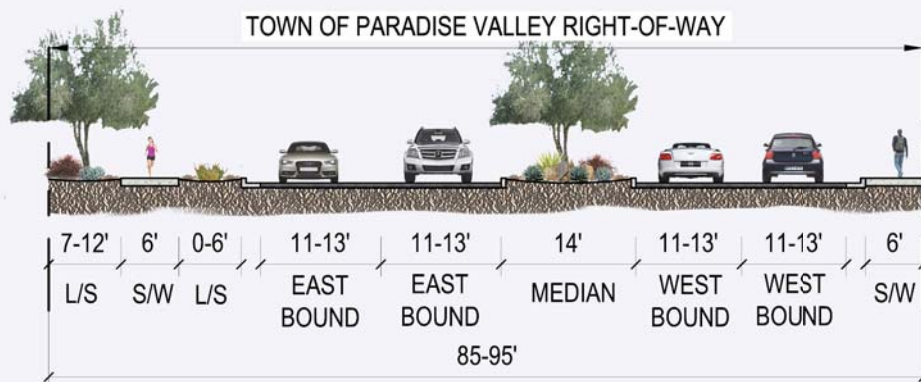 TOWN OF PARADISE VALLEY RIGHT-OF-WAY
7-12' 6' 0-6' 11-13' 11-13' 14' 11-13' 11-13' 6'
L/S S/W L/S EAST BOUND EAST BOUND MEDIAN WEST BOUND WEST BOUND S/W
85-95'